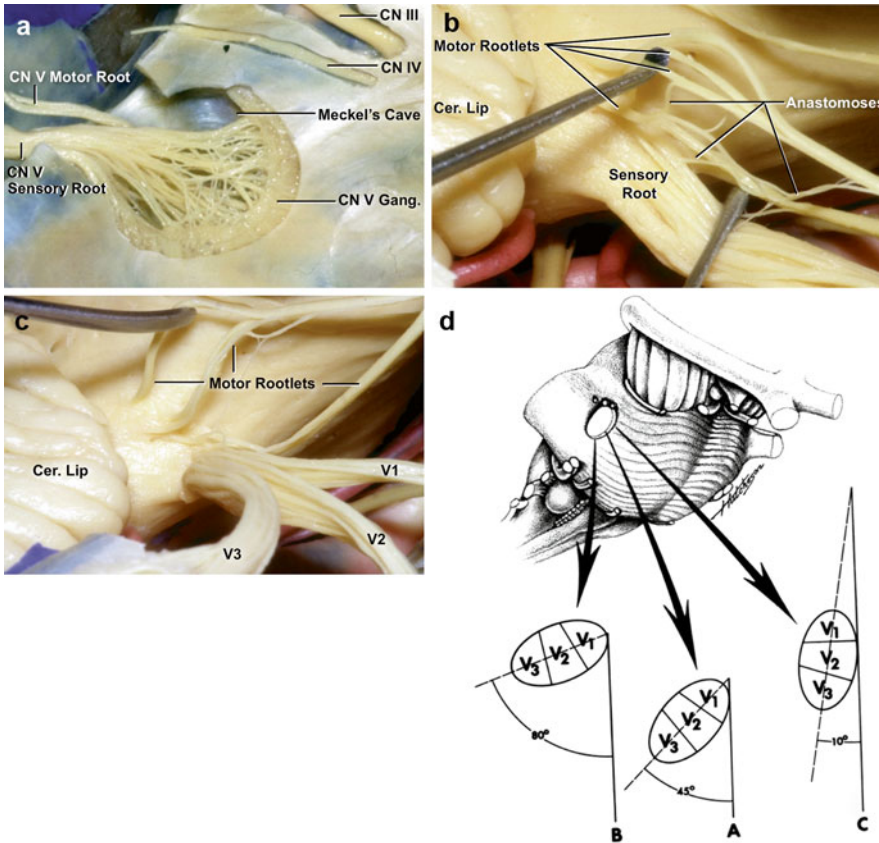 a
CN III
CN IV
CN V Motor Root
Meckel's Cave
CN V
Sensory Root
CN V Gang.
b
Motor Rootlets
Cer. Lip
Anastomoses
Sensory
Root
c
Motor Rootlets
Cer. Lip
V1
V2
V3
d
V3 V2 V1
80°
B
V1
V2
V3
45°
A
V1
V2
V3
10°
C